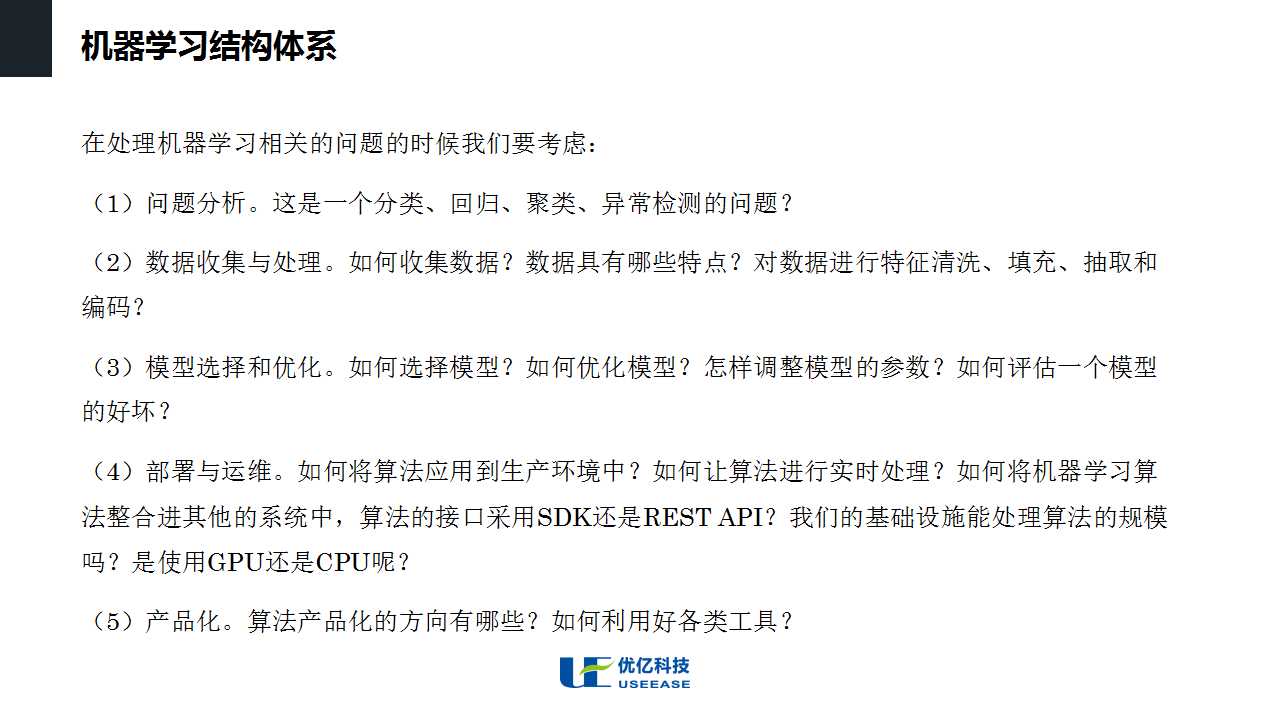 机器学习结构体系
在处理机器学习相关的问题的时候我们要考虑：
（1）问题分析。这是一个分类、回归、聚类、异常检测的问题？
（2）数据收集与处理。如何收集数据？数据具有哪些特点？对数据进行特征清洗、填充、抽取和
编码？
（3）模型选择和优化。如何选择模型？如何优化模型？怎样调整模型的参数？如何评估一个模型
的好坏？
（4）部署与运维。如何将算法应用到生产环境中？如何让算法进行实时处理？如何将机器学习算
法整合进其他的系统中，算法的接口采用SDK还是REST API？我们的基础设施能处理算法的规模
吗？是使用GPU还是CPU呢？
（5）产品化。算法产品化的方向有哪些？如何利用好各类工具？
UE 优亿科技
USEEASE